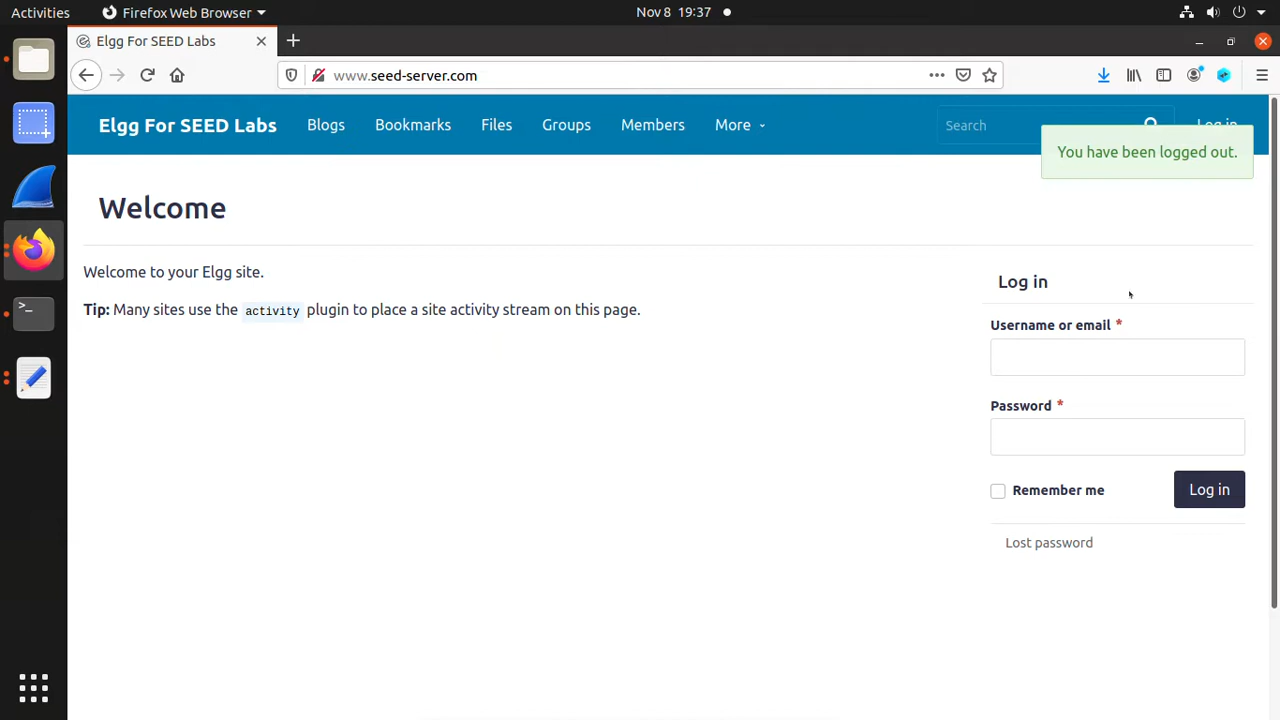 Activities
Firefox Web Browser
Nov 8 19:37
Elgg For SEED Labs
www.seed-server.com
Elgg For SEED Labs
Blogs
Bookmarks
Files
Groups
Members
More
Search
Log in
You have been logged out.
Welcome
Welcome to your Elgg site.
Tip: Many sites use the activity plugin to place a site activity stream on this page.
Log in
Username or email *
Password *
Remember me
Log in
Lost password